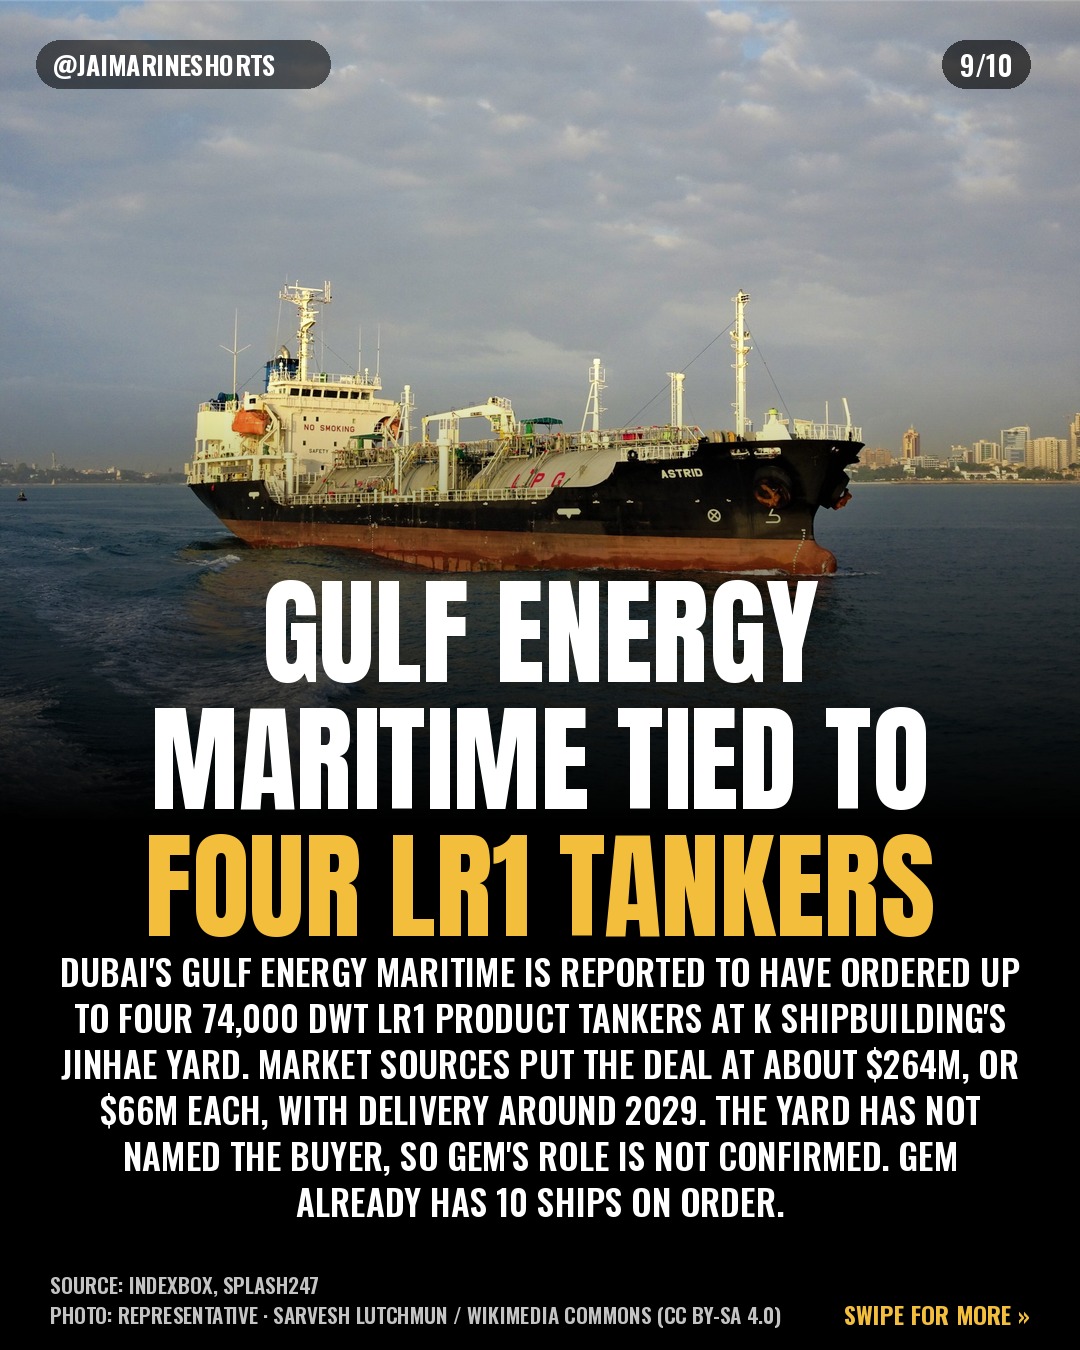 @JAIMARINESHORTS
9/10
NO SMOKING
SAFETY
LPG
ASTRID
GULF ENERGY
MARITIME TIED TO
FOUR LR1 TANKERS
DUBAI'S GULF ENERGY MARITIME IS REPORTED TO HAVE ORDERED UP
TO FOUR 74,000 DWT LR1 PRODUCT TANKERS AT K SHIPBUILDING'S
JINHAE YARD. MARKET SOURCES PUT THE DEAL AT ABOUT $264M, OR
$66M EACH, WITH DELIVERY AROUND 2029. THE YARD HAS NOT
NAMED THE BUYER, SO GEM'S ROLE IS NOT CONFIRMED. GEM
ALREADY HAS 10 SHIPS ON ORDER.
SOURCE: INDEXBOX, SPLASH247
PHOTO: REPRESENTATIVE · SARVESH LUTCHMUN / WIKIMEDIA COMMONS (CC BY-SA 4.0)
SWIPE FOR MORE »